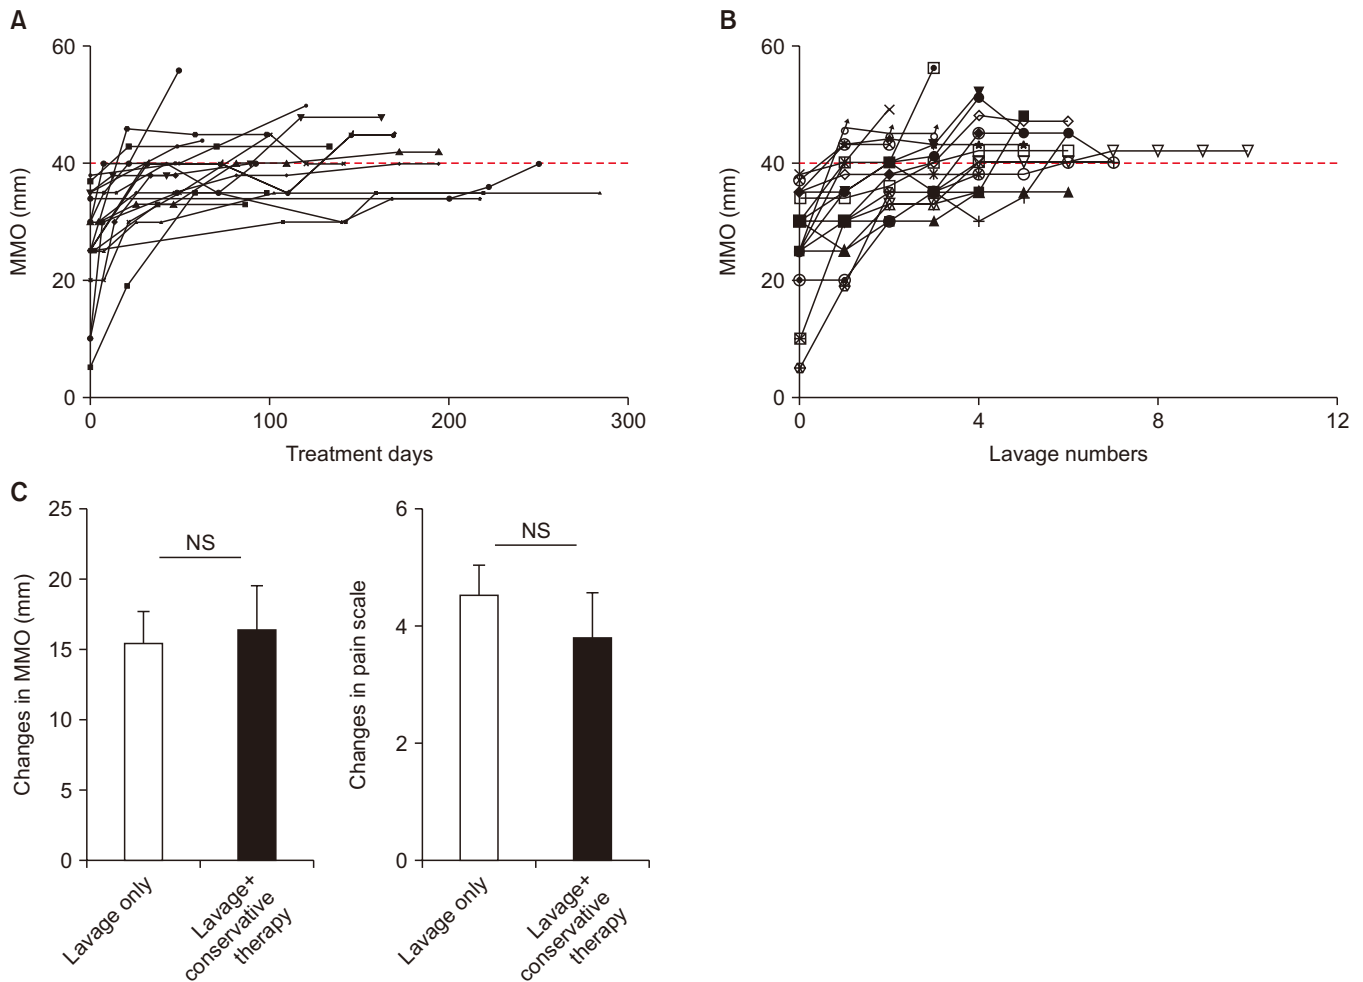 A
60
40
20
0
MMO (mm)
0
100
200
300
Treatment days
B
60
40
20
0
MMO (mm)
0
4
8
12
Lavage numbers
C
25
20
15
10
5
0
Changes in MMO (mm)
NS
Lavage only
Lavage+
conservative
therapy
6
4
2
0
Changes in pain scale
NS
Lavage only
Lavage+
conservative
therapy